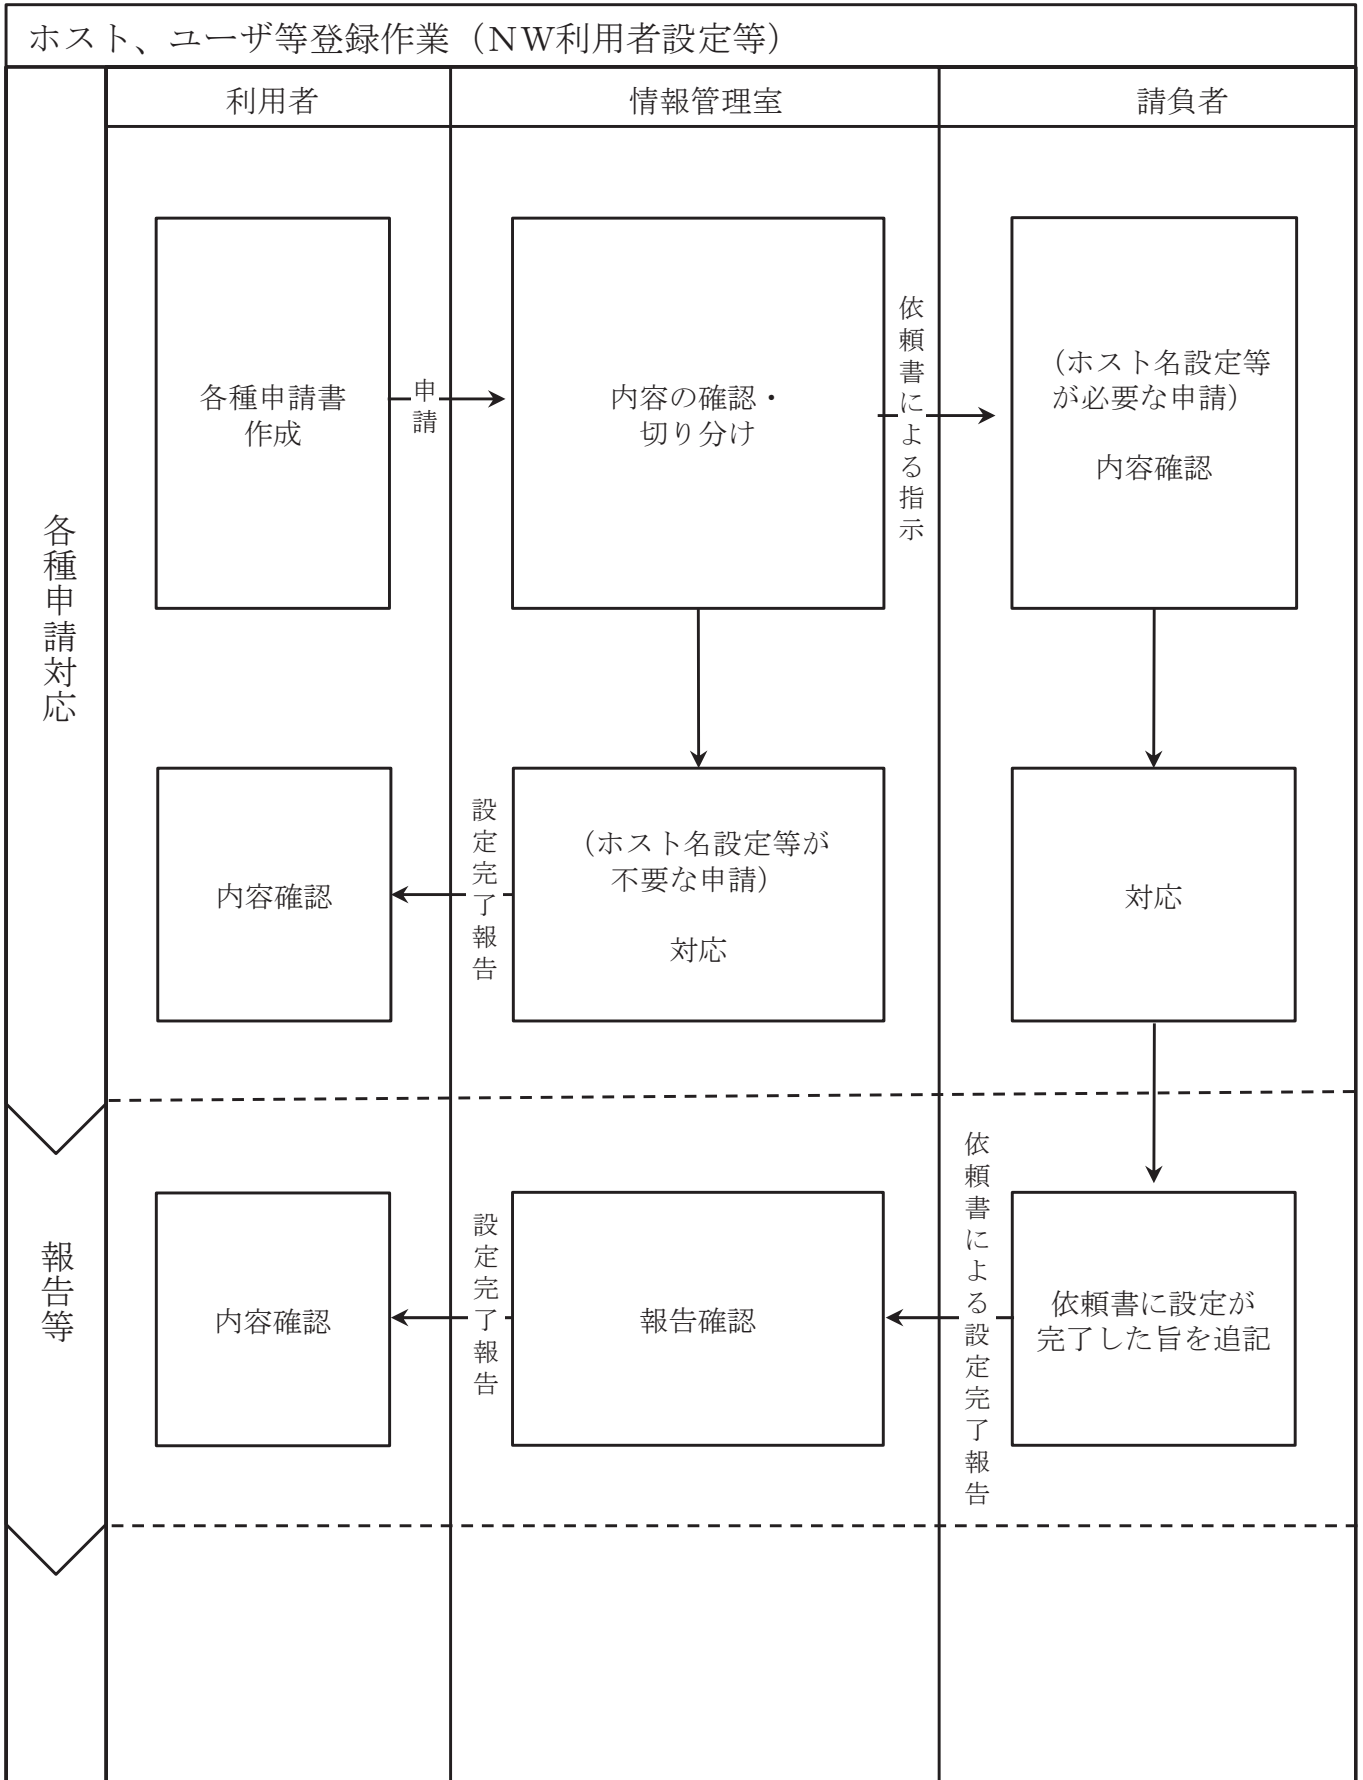 ホスト、ユーザ等登録作業（NW利用者設定等）
利用者
情報管理室
請負者
各種申請対応
各種申請書
作成
申請
内容の確認・
切り分け
依頼書による指示
（ホスト名設定等
が必要な申請）
内容確認
内容確認
設定完了報告
（ホスト名設定等が
不要な申請）
対応
対応
報告等
内容確認
設定完了報告
報告確認
依頼書による設定完了報告
依頼書に設定が
完了した旨を追記